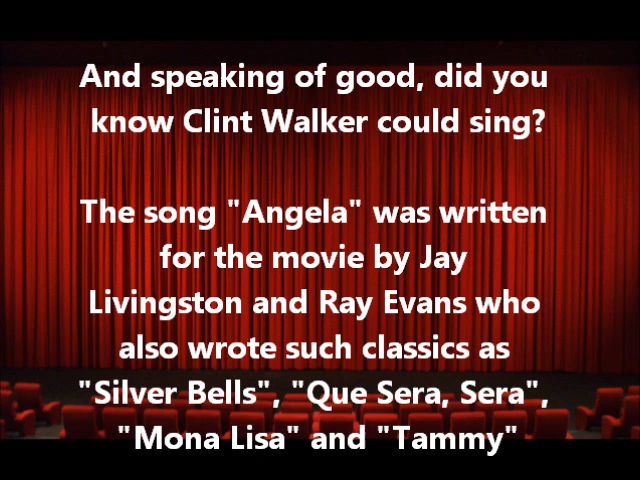 And speaking of good, did you
know Clint Walker could sing?
The song "Angela" was written
for the movie by Jay
Livingston and Ray Evans who
also wrote such classics as
"Silver Bells", "Que Sera, Sera",
"Mona Lisa" and "Tammy"